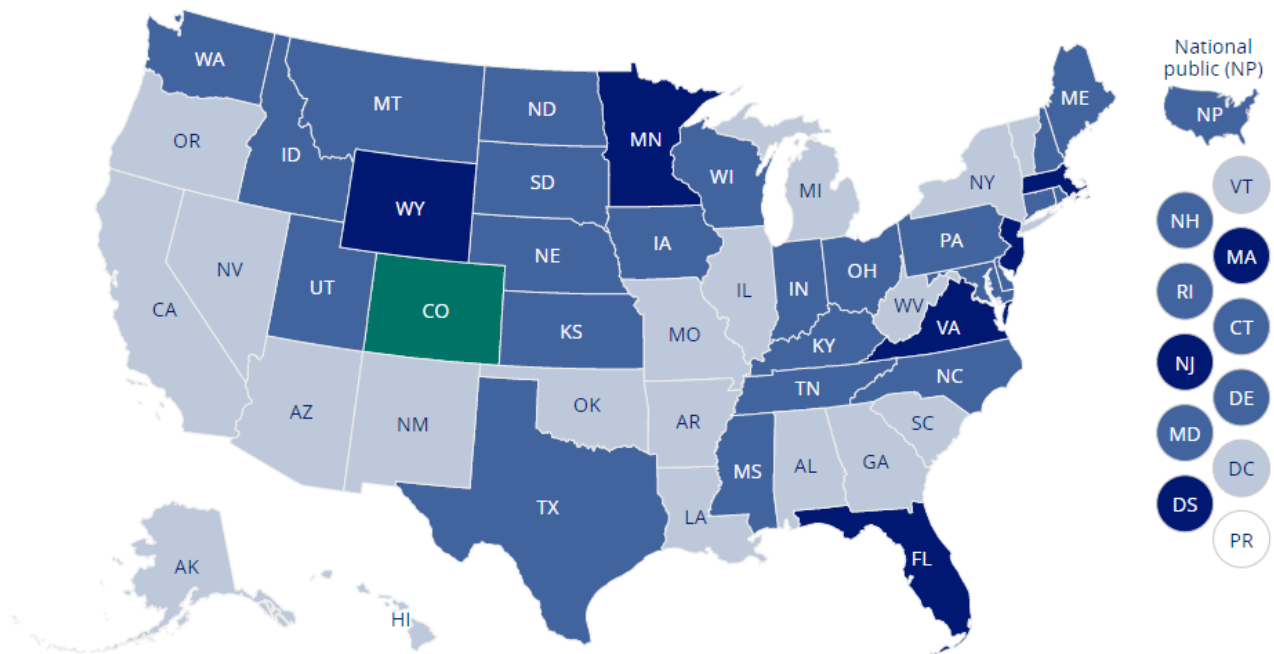 National
public (NP)
WA
MT
ND
MN
ME
NP
OR
ID
SD
WI
MI
NY
VT
WY
NH
NE
IA
PA
MA
NV
UT
CO
IL
IN
OH
RI
CA
KS
MO
WV
VA
CT
KY
NJ
TN
NC
DE
AZ
NM
OK
AR
SC
MD
MS
AL
GA
DC
TX
LA
DS
FL
PR
AK
HI